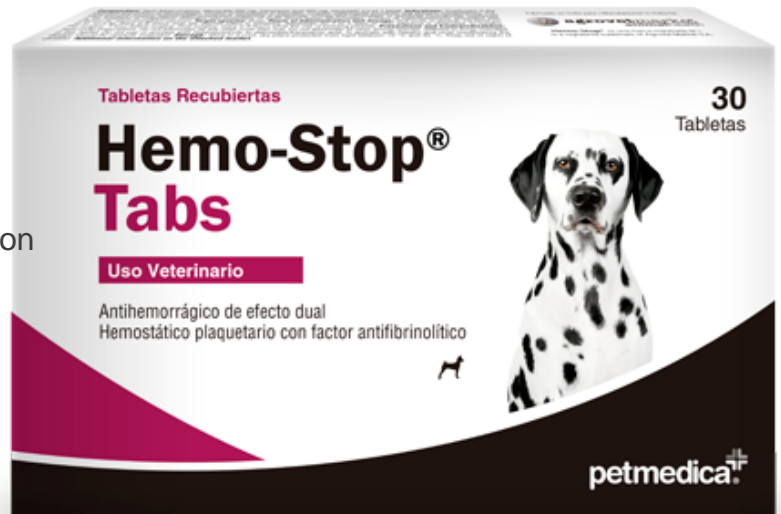 agrovetmarket
Tabletas Recubiertas
30
Tabletas
Hemo-Stop®
Tabs
on
Uso Veterinario
Antihemorrágico de efecto dual
Hemostático plaquetario con factor antifibrinolítico
petmedica®